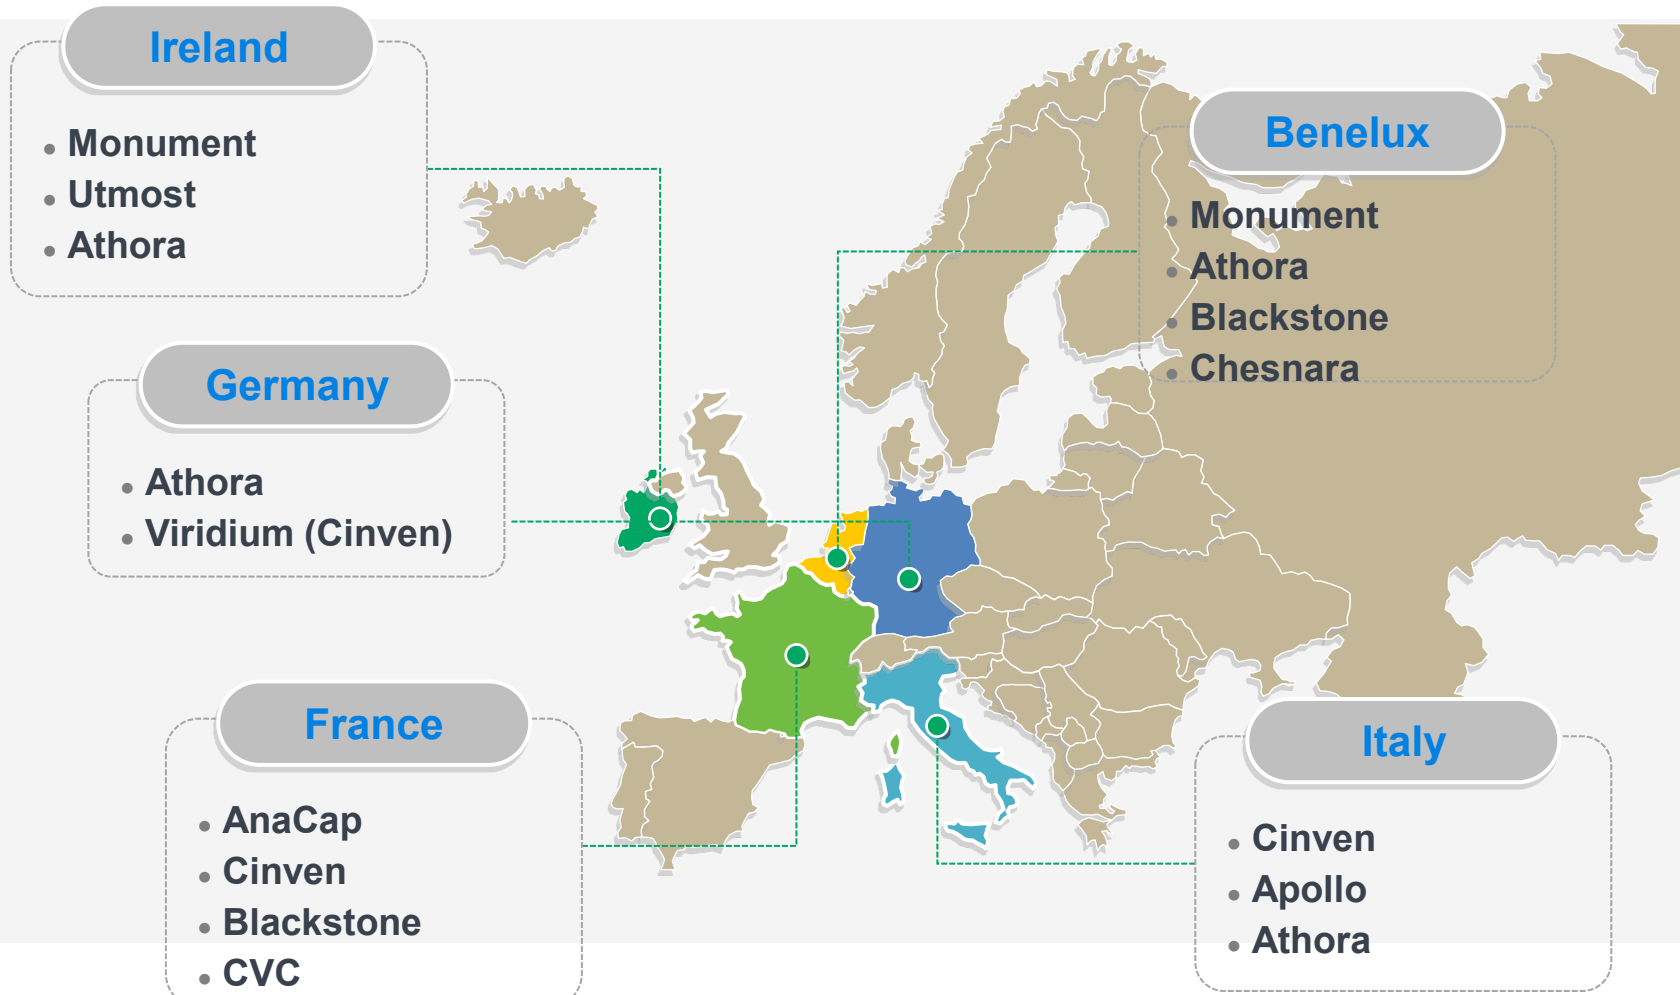 Ireland
• Monument
• Utmost
• Athora
Benelux
• Monument
• Athora
• Blackstone
• Chesnara
Germany
• Athora
• Viridium (Cinven)
France
• AnaCap
• Cinven
• Blackstone
• CVC
Italy
• Cinven
• Apollo
• Athora